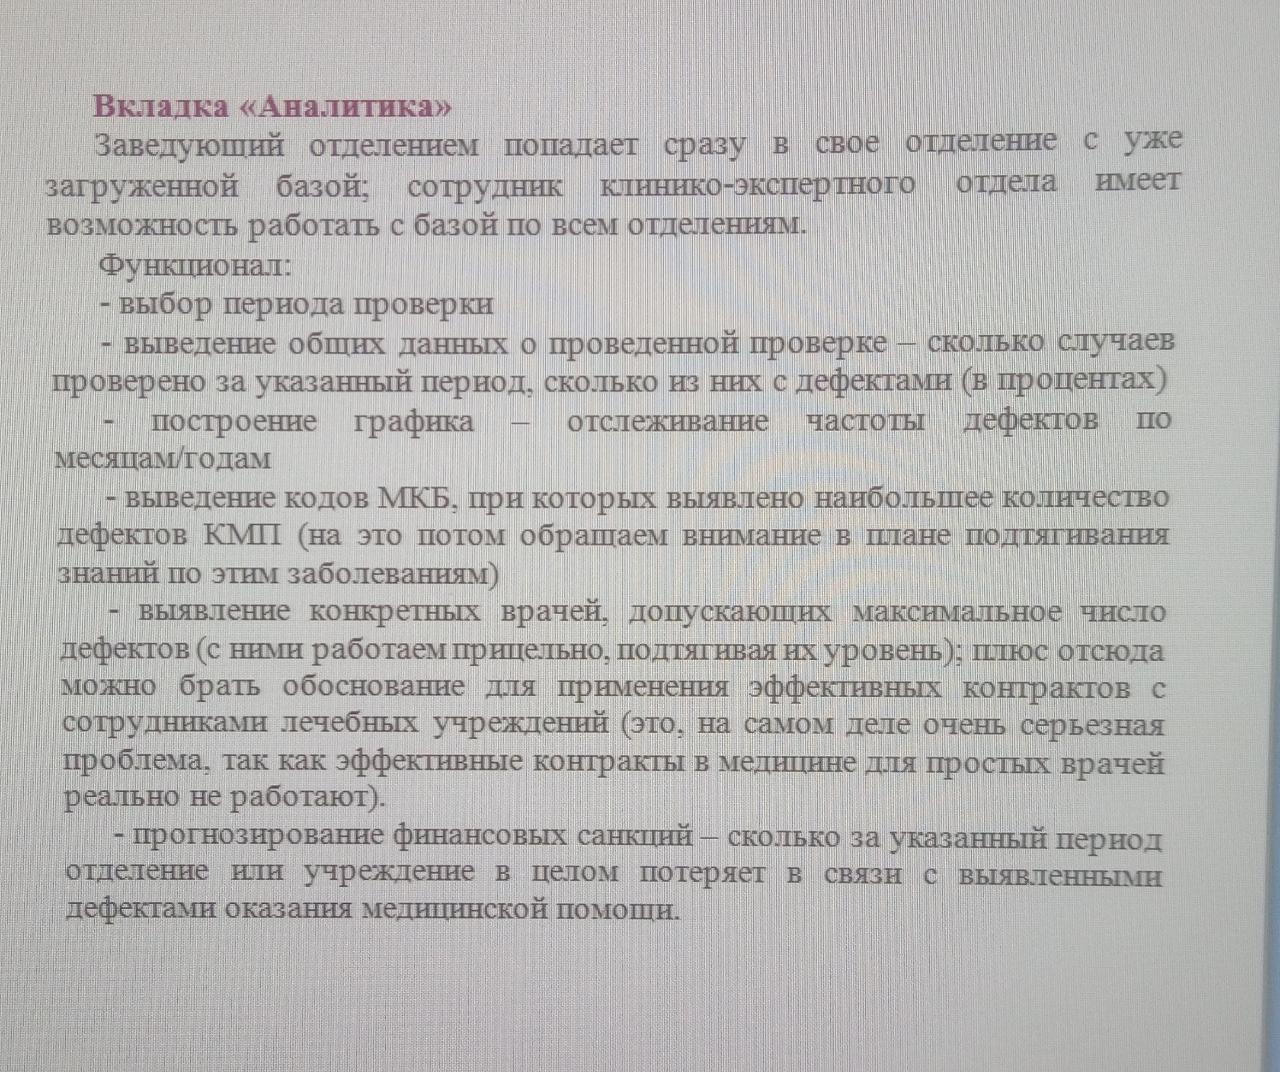 Вкладка «Аналитика»
Заведующий отделением попадает сразу в свое отделение с уже
загруженной базой; сотрудник клинико-экспертного отдела имеет
возможность работать с базой по всем отделениям.
Функционал:
- выбор периода проверки
- выведение общих данных о проведенной проверке – сколько случаев
проверено за указанный период, сколько из них с дефектами (в процентах)
- построение графика – отслеживание частоты дефектов по
месяцам/годам
- выведение кодов МКБ, при которых выявлено наибольшее количество
дефектов КМП (на это потом обращаем внимание в плане подтягивания
знаний по этим заболеваниям)
- выявление конкретных врачей, допускающих максимальное число
дефектов (с ними работаем прицельно, подтягивая их уровень); плюс отсюда
можно брать обоснование для применения эффективных контрактов с
сотрудниками лечебных учреждений (это, на самом деле очень серьезная
проблема, так как эффективные контракты в медицине для простых врачей
реально не работают).
- прогнозирование финансовых санкций – сколько за указанный период
отделение или учреждение в целом потеряет в связи с выявленными
дефектами оказания медицинской помощи.